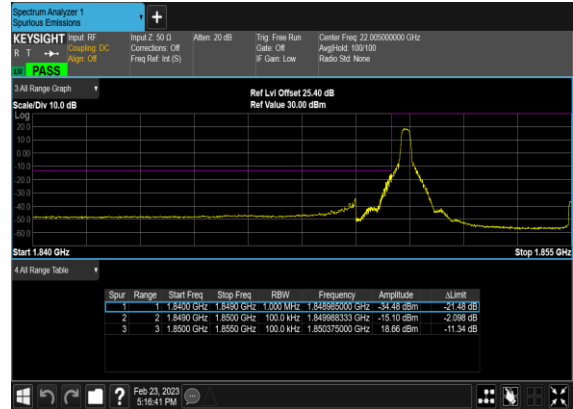 Spectrum Analyzer 1
Spurious Emissions
KEYSIGHT Input: RF
R T Coupling: DC
Align: Off
Input Z: 50 Ω
Corrections: Off
Freq Ref: Int (S)
Atten: 20 dB
Trig: Free Run
Gate: Off
IF Gain: Low
Center Freq: 22.005000000 GHz
Avg|Hold: 100/100
Radio Std: None
PASS
3 All Range Graph
Scale/Div 10.0 dB
Ref Lvl Offset 25.40 dB
Ref Value 30.00 dBm
Log
20.0
10.0
0.00
-10.0
-20.0
-30.0
-40.0
-50.0
-60.0
Start 1.840 GHz Stop 1.855 GHz
4 All Range Table
Spur Range Start Freq Stop Freq RBW Frequency Amplitude ΔLimit
1 1 1.8400 GHz 1.8490 GHz 1.000 MHz 1.848985000 GHz -34.48 dBm -21.48 dB
2 2 1.8490 GHz 1.8500 GHz 100.0 kHz 1.849988333 GHz -15.10 dBm -2.098 dB
3 3 1.8500 GHz 1.8550 GHz 100.0 kHz 1.850375000 GHz 18.66 dBm -11.34 dB
Feb 23, 2023
5:16:41 PM